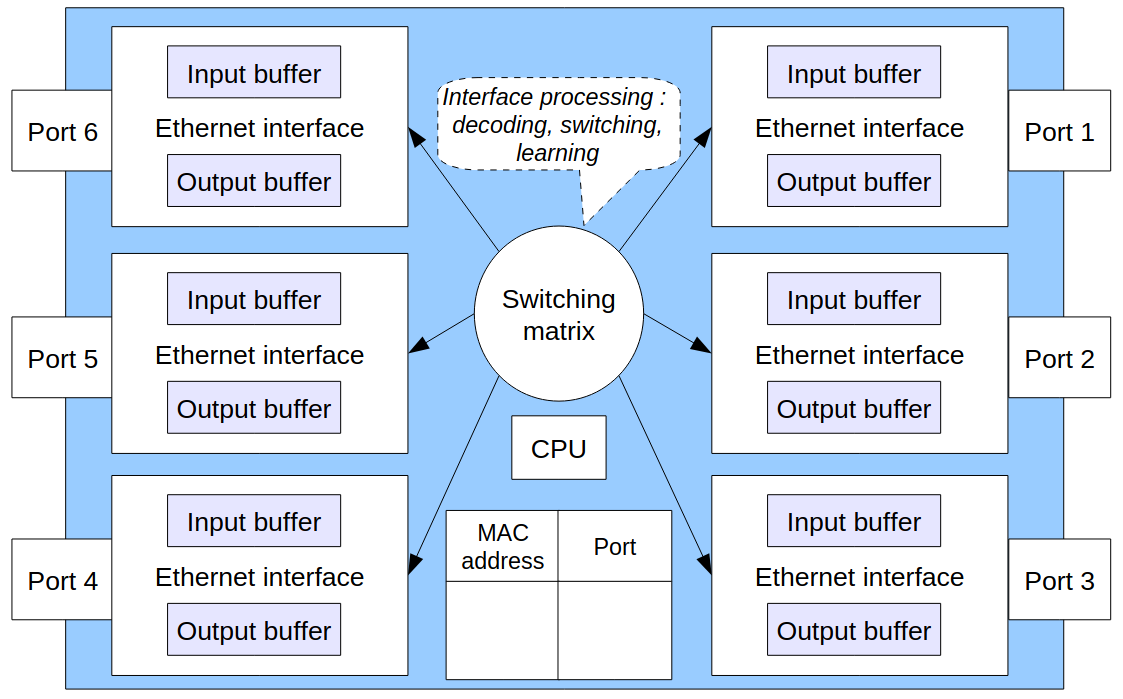 Port 6
Input buffer
Ethernet interface
Output buffer
Interface processing :
decoding, switching,
learning
Input buffer
Ethernet interface
Output buffer
Port 1
Port 5
Input buffer
Ethernet interface
Output buffer
Switching
matrix
Input buffer
Ethernet interface
Output buffer
Port 2
CPU
Port 4
Input buffer
Ethernet interface
Output buffer
MAC
address
Port
Input buffer
Ethernet interface
Output buffer
Port 3